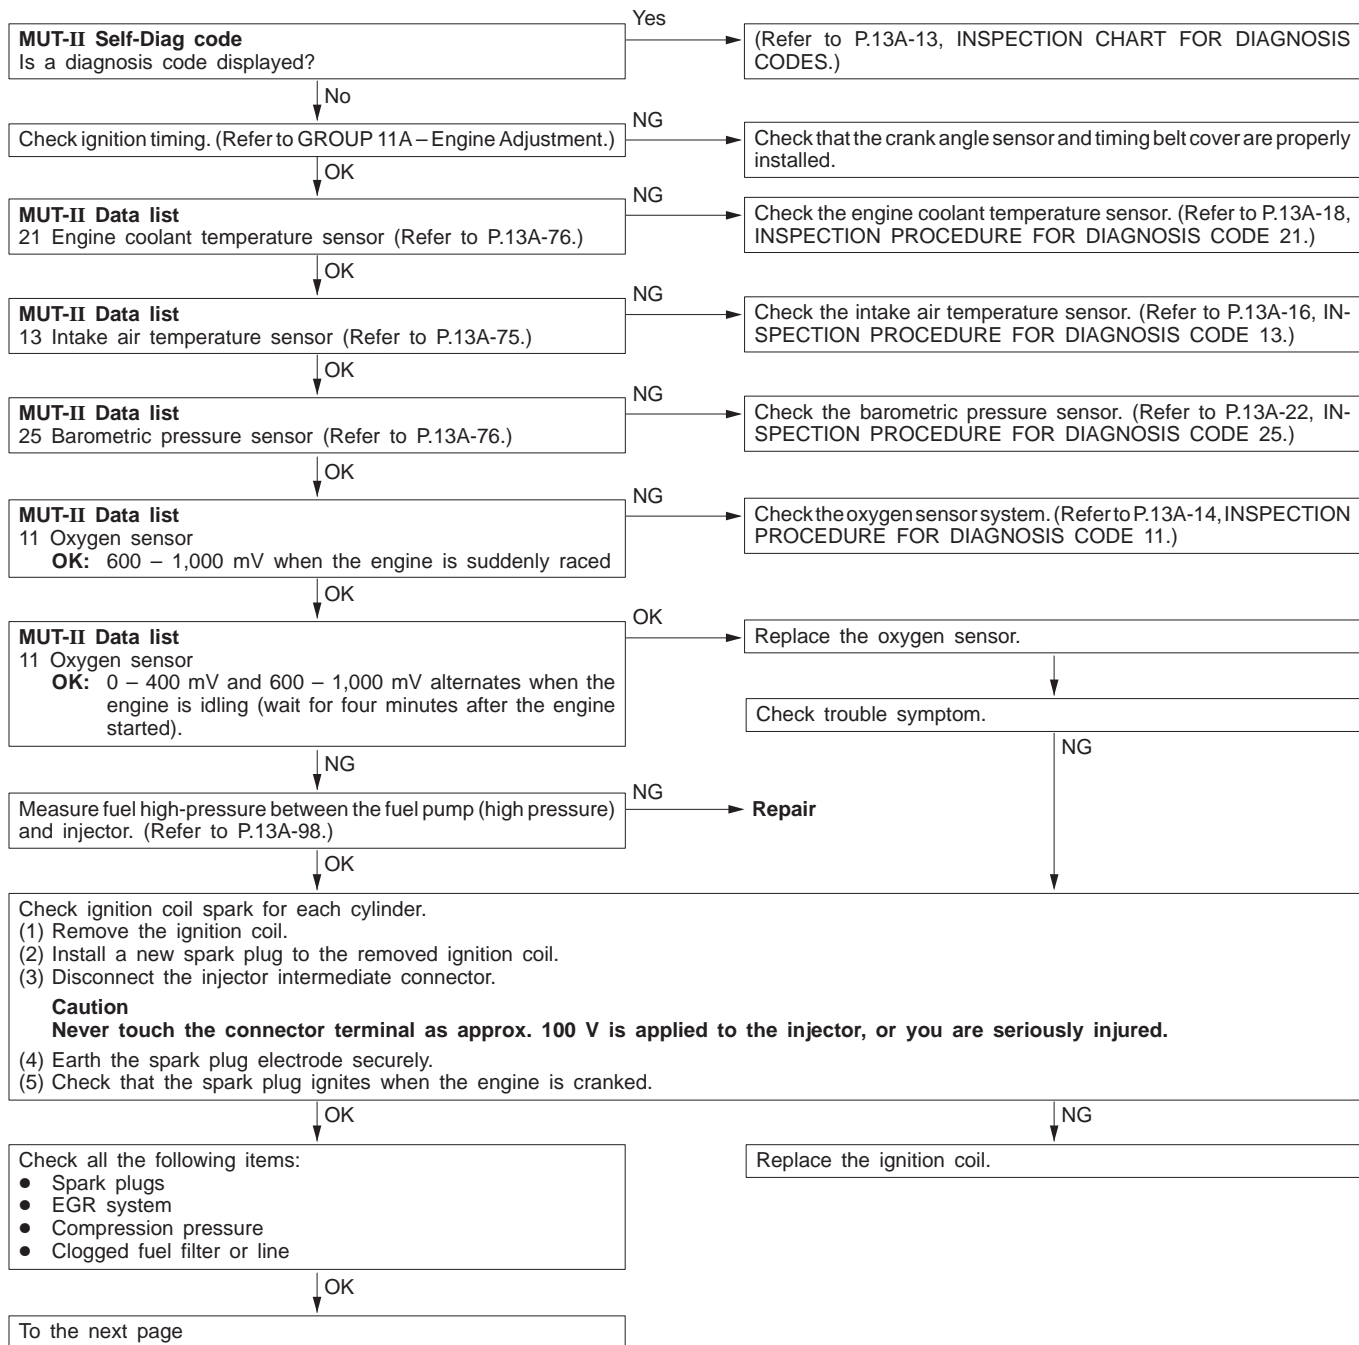 Yes
MUT-II Self-Diag code
Is a diagnosis code displayed?
(Refer to P.13A-13, INSPECTION CHART FOR DIAGNOSIS
CODES.)
No
Check ignition timing. (Refer to GROUP 11A – Engine Adjustment.)
NG
Check that the crank angle sensor and timing belt cover are properly
installed.
OK
MUT-II Data list
21 Engine coolant temperature sensor (Refer to P.13A-76.)
NG
Check the engine coolant temperature sensor. (Refer to P.13A-18,
INSPECTION PROCEDURE FOR DIAGNOSIS CODE 21.)
OK
MUT-II Data list
13 Intake air temperature sensor (Refer to P.13A-75.)
NG
Check the intake air temperature sensor. (Refer to P.13A-16, IN-
SPECTION PROCEDURE FOR DIAGNOSIS CODE 13.)
OK
MUT-II Data list
25 Barometric pressure sensor (Refer to P.13A-76.)
NG
Check the barometric pressure sensor. (Refer to P.13A-22, IN-
SPECTION PROCEDURE FOR DIAGNOSIS CODE 25.)
OK
MUT-II Data list
11 Oxygen sensor
OK: 600 – 1,000 mV when the engine is suddenly raced
NG
Check the oxygen sensor system. (Refer to P.13A-14, INSPECTION
PROCEDURE FOR DIAGNOSIS CODE 11.)
OK
MUT-II Data list
11 Oxygen sensor
OK: 0 – 400 mV and 600 – 1,000 mV alternates when the
engine is idling (wait for four minutes after the engine
started).
OK
Replace the oxygen sensor.
Check trouble symptom.
NG
NG
Measure fuel high-pressure between the fuel pump (high pressure)
and injector. (Refer to P.13A-98.)
NG
Repair
OK
Check ignition coil spark for each cylinder.
(1) Remove the ignition coil.
(2) Install a new spark plug to the removed ignition coil.
(3) Disconnect the injector intermediate connector.
Caution
Never touch the connector terminal as approx. 100 V is applied to the injector, or you are seriously injured.
(4) Earth the spark plug electrode securely.
(5) Check that the spark plug ignites when the engine is cranked.
OK
NG
Check all the following items:
● Spark plugs
● EGR system
● Compression pressure
● Clogged fuel filter or line
Replace the ignition coil.
OK
To the next page